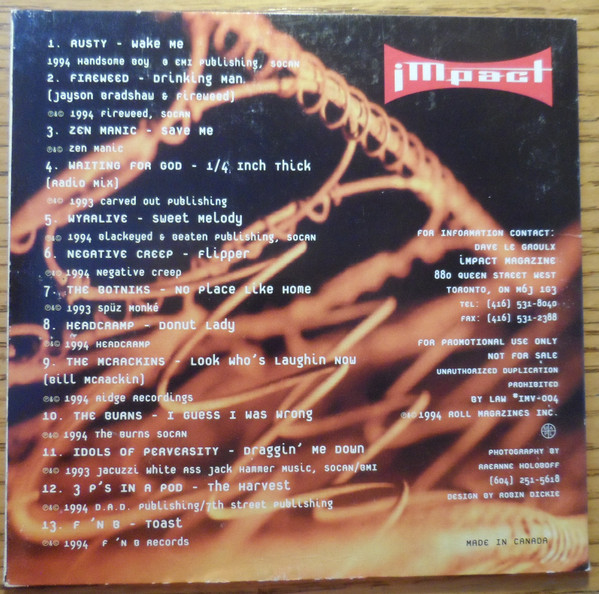 1. RUSTY - Wake Me
1994 Handsome Boy & EMI Publishing, SOCAN
2. FIREWEED - Drinking Man
(Jayson Bradshaw & Fireweed)
℗&© 1994 Fireweed, SOCAN
3. ZEN MANIC - Save Me
℗&© Zen Manic
4. WAITING FOR GOD - 1/4 Inch Thick
(Radio Mix)
℗&© 1993 Carved Out Publishing
5. WYRALIVE - Sweet Melody
℗&© 1994 Blackeyed & Beaten Publishing, SOCAN
6. NEGATIVE CREEP - Flipper
℗&© 1994 Negative Creep
7. THE BOTNIKS - No Place Like Home
℗&© 1993 Spüz Monké
8. HEADCRAMP - Donut Lady
℗&© 1994 HEADCRAMP
9. THE MCRACKINS - Look Who's Laughin Now
(Bill McRackin)
℗&© 1994 Ridge Recordings
10. THE BURNS - I Guess I Was Wrong
℗&© 1994 The Burns SOCAN
11. IDOLS OF PERVERSITY - Draggin' Me Down
℗&© 1993 Jacuzzi White Ass Jack Hammer Music, SOCAN/BMI
12. 3 P'S IN A POD - The Harvest
℗&© 1994 D.A.D. Publishing/7th Street Publishing
13. F 'N B - Toast
℗&© 1994 F 'N B Records
impact
FOR INFORMATION CONTACT:
DAVE LE GROULX
IMPACT MAGAZINE
880 QUEEN STREET WEST
TORONTO, ON M6J 1G3
TEL: (416) 531-8040
FAX: (416) 531-2388
FOR PROMOTIONAL USE ONLY
NOT FOR SALE
UNAUTHORIZED DUPLICATION
PROHIBITED
BY LAW *IMV-004
℗&© 1994 ROLL MAGAZINES INC.
PHOTOGRAPHY BY
RAEANNE HOLOBOFF
(604) 251-5618
DESIGN BY ROBIN DICKIE
MADE IN CANADA